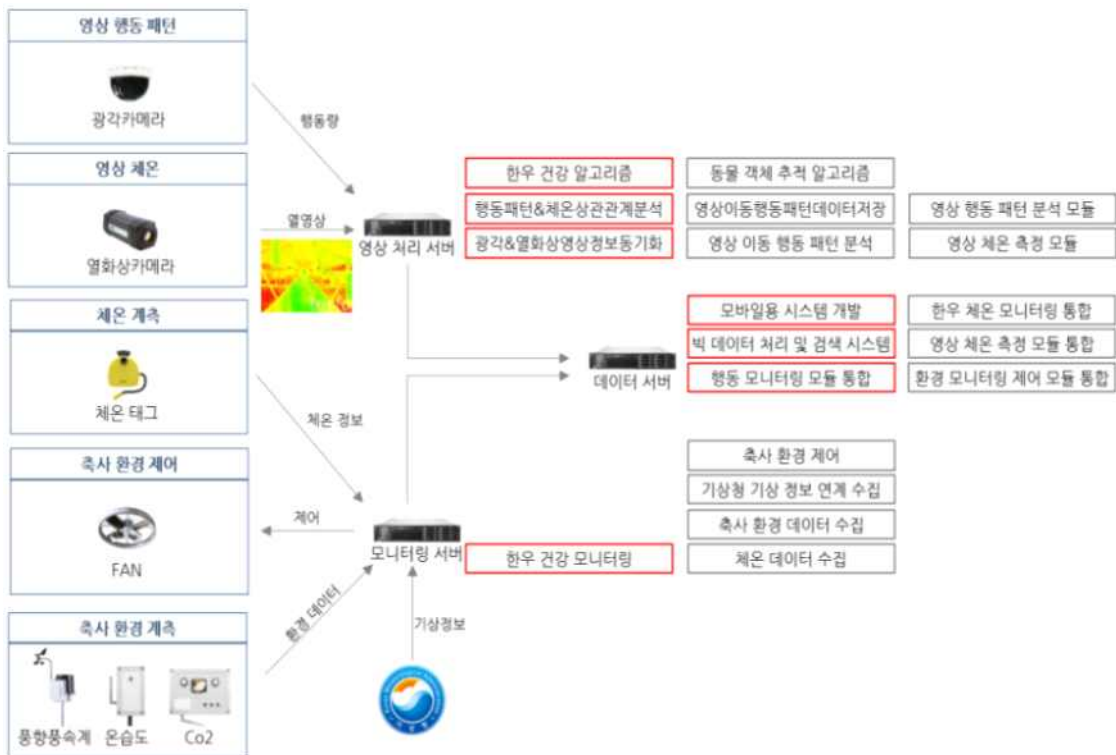 영상 행동 패턴
광각카메라
영상 체온
열화상카메라
체온 계측
체온 태그
축사 환경 제어
FAN
축사 환경 계측
풍향풍속계
온습도
Co2
행동량
열영상
체온 정보
제어
환경 데이터
기상정보
영상 처리 서버
한우 건강 알고리즘
동물 객체 추적 알고리즘
행동패턴&체온상관관계분석
영상이동행동패턴데이터저장
영상 행동 패턴 분석 모듈
광각&열화상영상정보동기화
영상 이동 행동 패턴 분석
영상 체온 측정 모듈
데이터 서버
모바일용 시스템 개발
한우 체온 모니터링 통합
빅 데이터 처리 및 검색 시스템
영상 체온 측정 모듈 통합
행동 모니터링 모듈 통합
환경 모니터링 제어 모듈 통합
모니터링 서버
축사 환경 제어
기상청 기상 정보 연계 수집
축사 환경 데이터 수집
한우 건강 모니터링
체온 데이터 수집